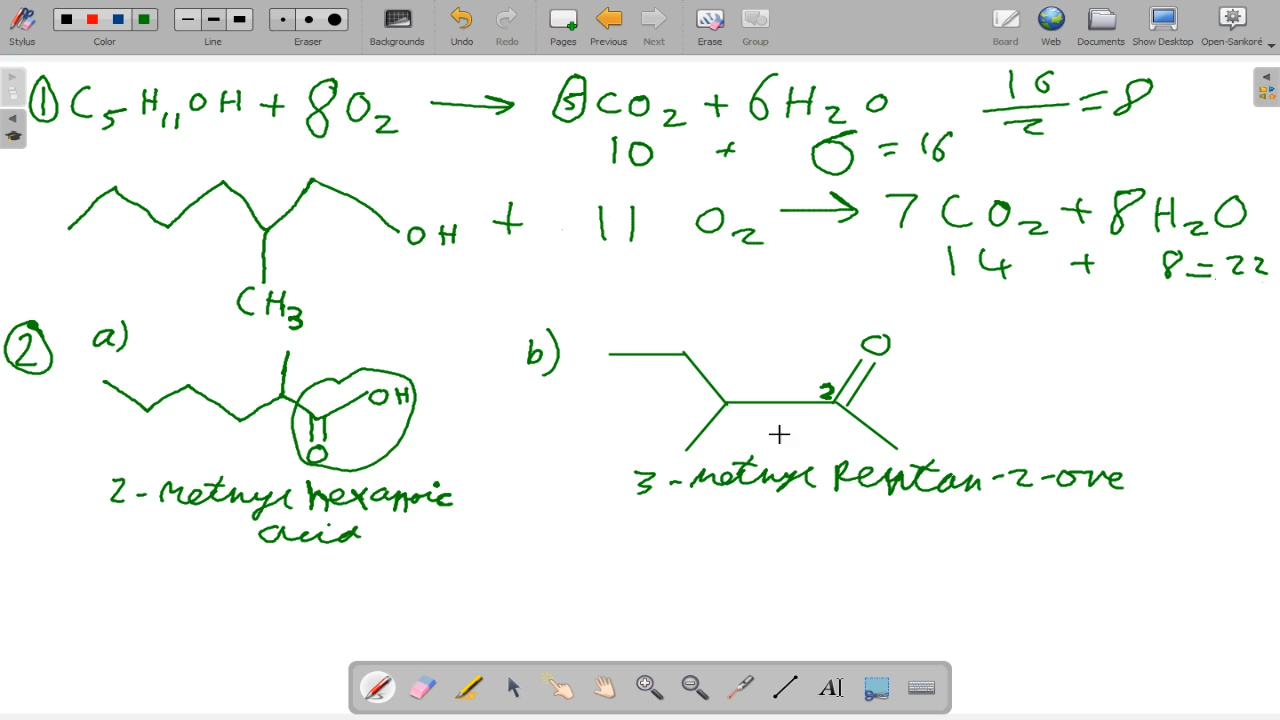 Stylus Color Line Eraser Backgrounds Undo Redo Pages Previous Next Erase Group Board Web Documents Show Desktop Open-Sankoré
① C₅H₁₁OH + 8O₂ → 5CO₂ + 6H₂O 16/2 = 8
10 + 6 = 16
OH + 11 O₂ → 7CO₂ + 8H₂O
14 + 8 = 22
CH₃
② a) OH O
b) O 2
2-methyl hexanoic
acid
3-methyl pentan-2-one
AI